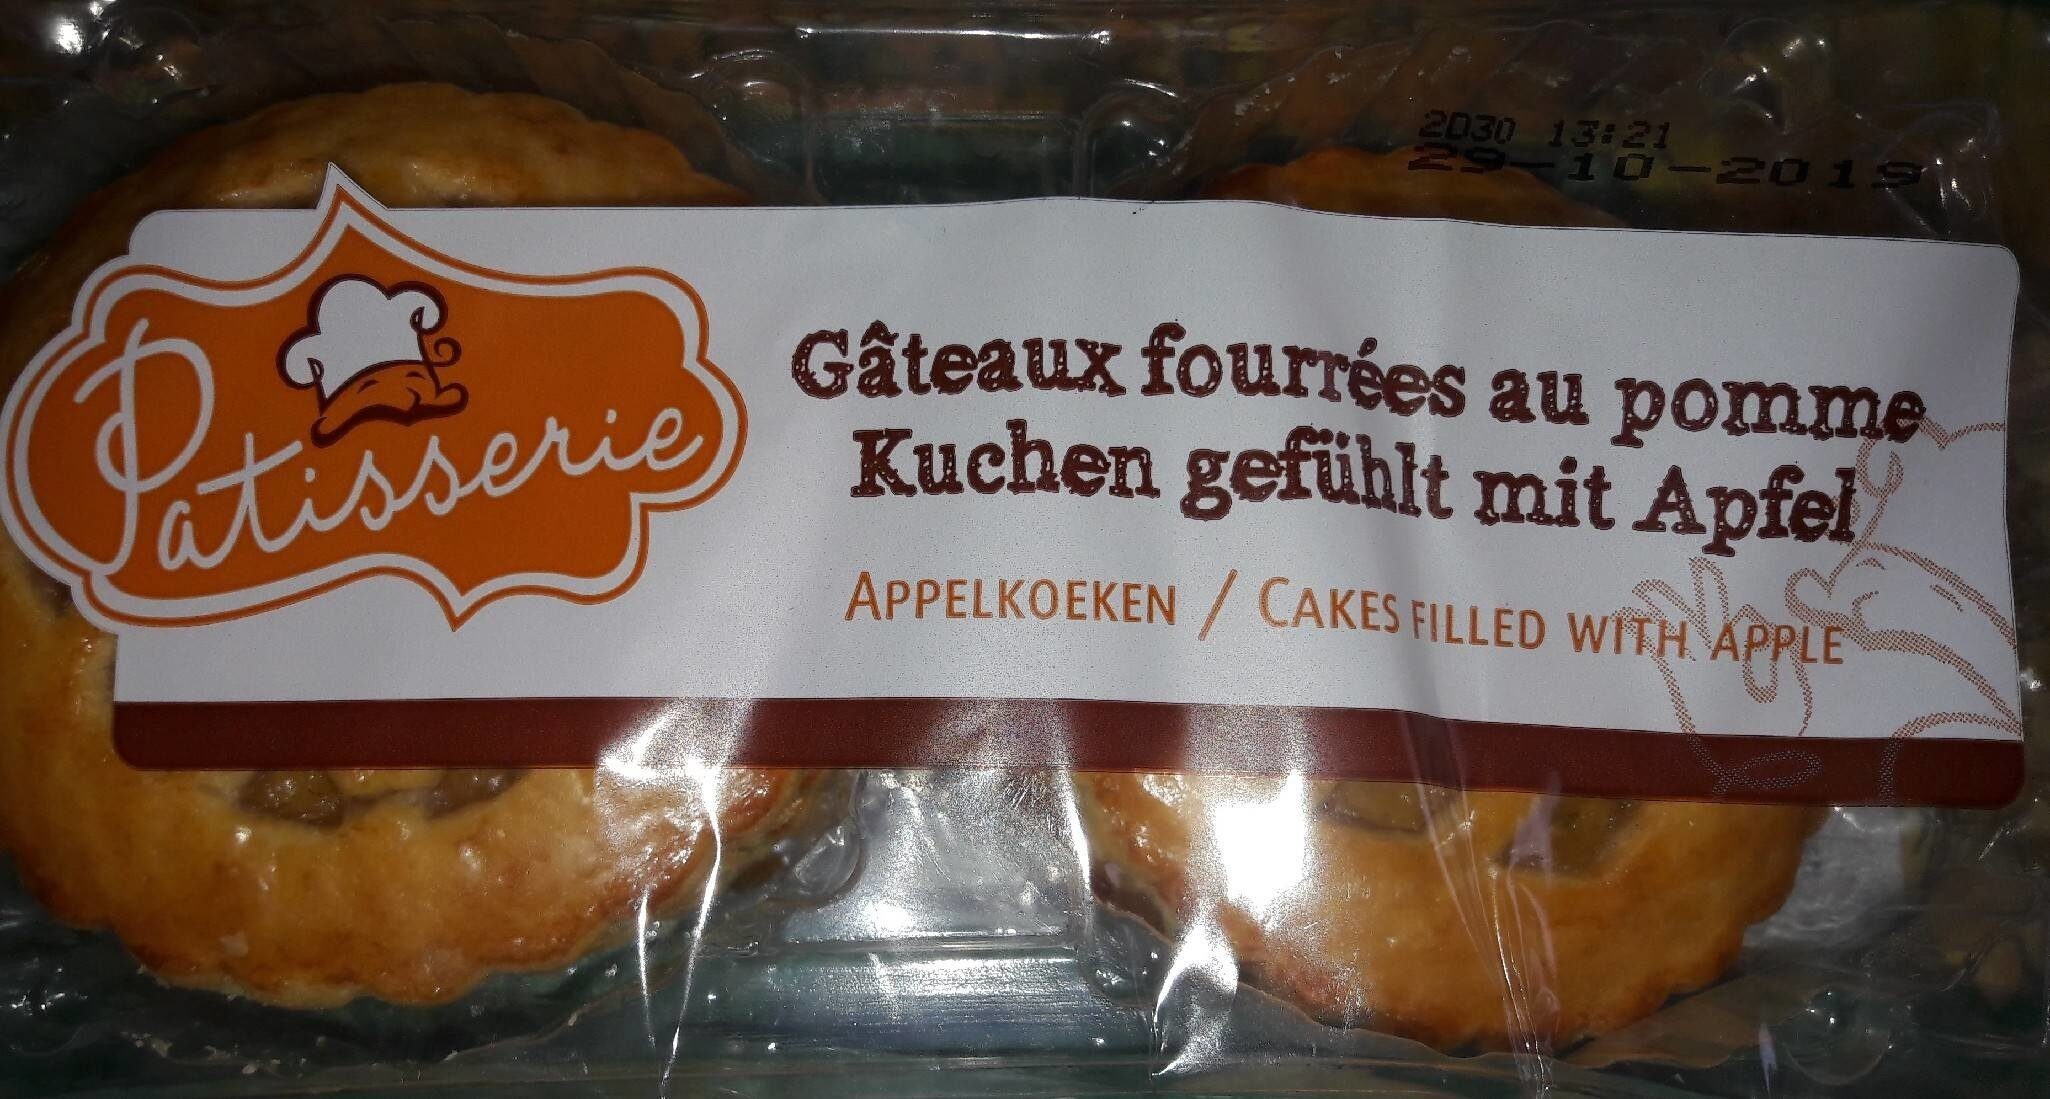 2D30 13:21
29-10-2019
Patisserie
Gâteaux fourrées au pomme
Kuchen gefühlt mit Apfel
APPELKOEKEN / CAKES FILLED WITH APPLE